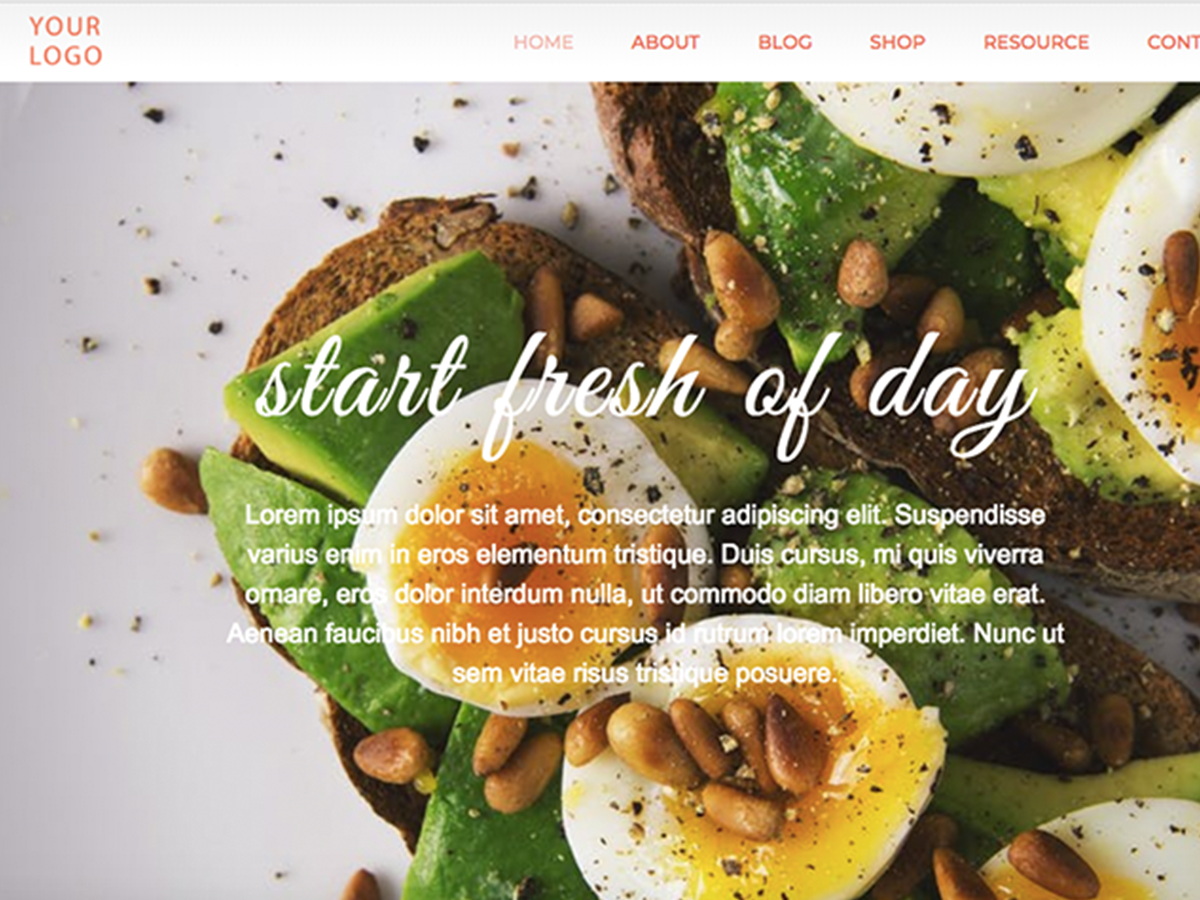 YOUR
LOGO
HOME ABOUT BLOG SHOP RESOURCE CONT
start fresh of day
Lorem ipsum dolor sit amet, consectetur adipiscing elit. Suspendisse
varius enim in eros elementum tristique. Duis cursus, mi quis viverra
ornare, eros dolor interdum nulla, ut commodo diam libero vitae erat.
Aenean faucibus nibh et justo cursus id rutrum lorem imperdiet. Nunc ut
sem vitae risus tristique posuere.